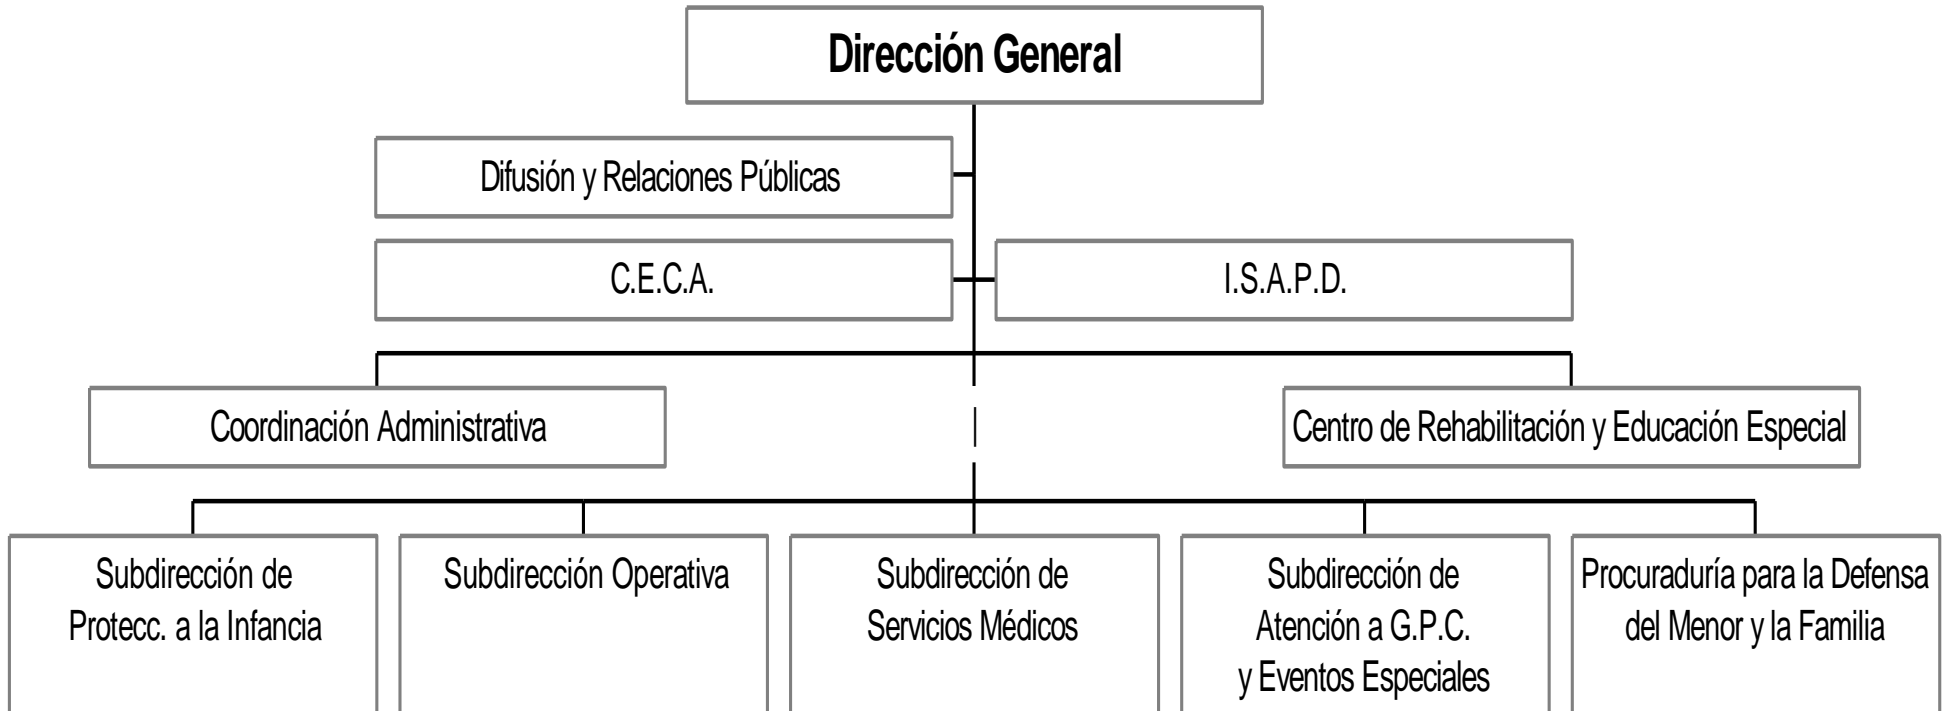 Dirección General
Difusión y Relaciones Públicas
C.E.C.A.
I.S.A.P.D.
Coordinación Administrativa
Centro de Rehabilitación y Educación Especial
Subdirección de
Protecc. a la Infancia
Subdirección Operativa
Subdirección de
Servicios Médicos
Subdirección de
Atención a G.P.C.
y Eventos Especiales
Procuraduría para la Defensa
del Menor y la Familia